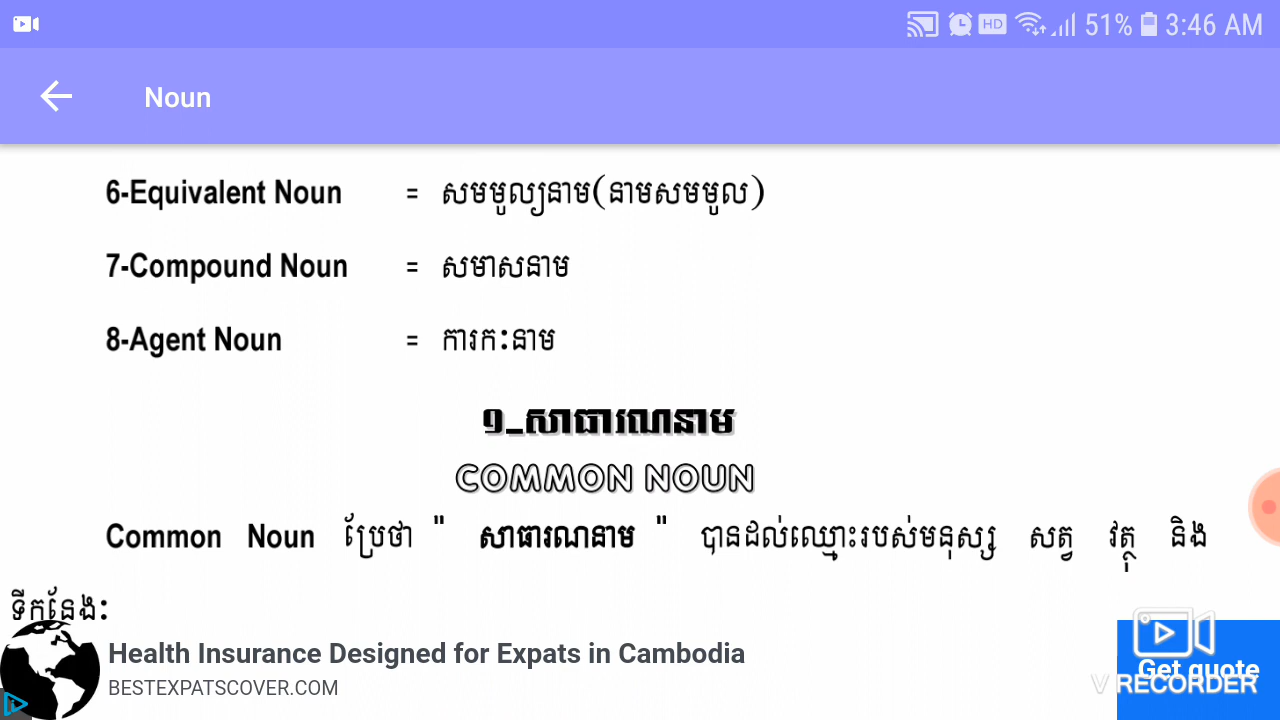 HD 51% 3:46 AM
Noun
6-Equivalent Noun = សមមូល្យនាម(នាមសមមូល)
7-Compound Noun = សមាសនាម
8-Agent Noun = ការកៈនាម
១_សាធារណនាម
COMMON NOUN
Common Noun ប្រែថា " សាធារណនាម " បានដល់ឈ្មោះរបស់មនុស្ស សត្វ វត្ថុ និង
ទីកន្លែង:
Health Insurance Designed for Expats in Cambodia
BESTEXPATSCOVER.COM
Get quote
V RECORDER